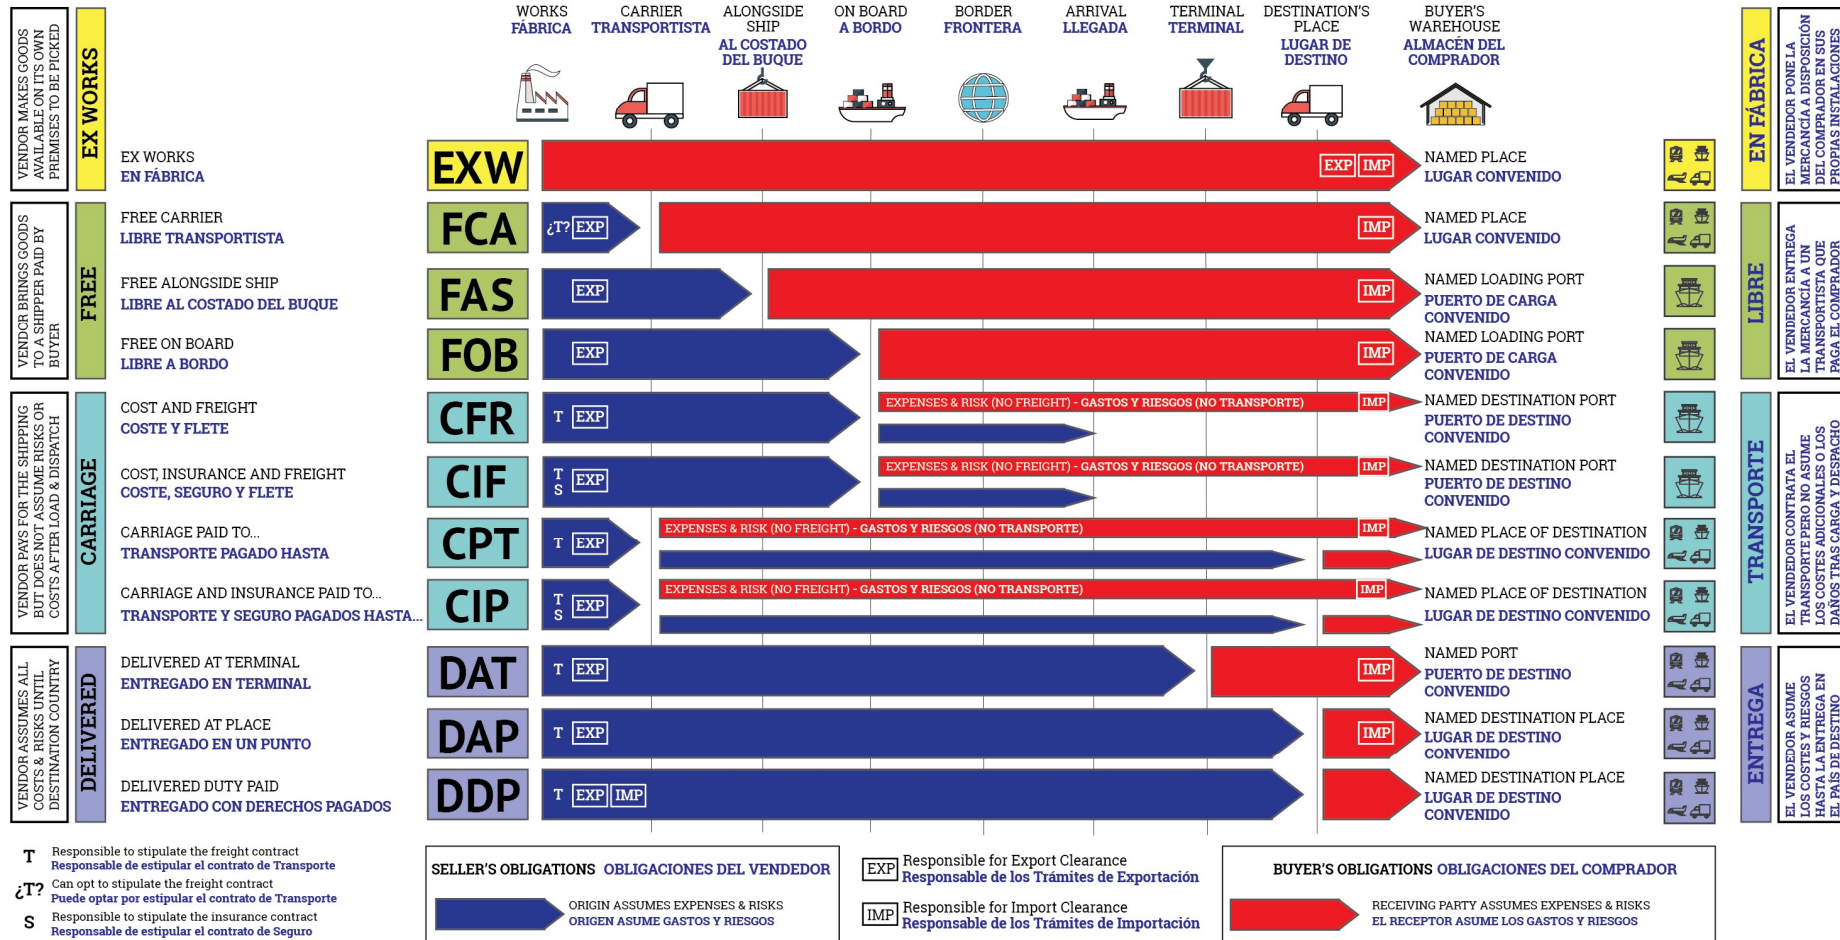 WORKS
FÁBRICA
CARRIER
TRANSPORTISTA
ALONGSIDE
SHIP
AL COSTADO
DEL BUQUE
ON BOARD
A BORDO
BORDER
FRONTERA
ARRIVAL
LLEGADA
TERMINAL
TERMINAL
DESTINATION'S
PLACE
LUGAR DE
DESTINO
BUYER'S
WAREHOUSE
ALMACÉN DEL
COMPRADOR
VENDOR MAKES GOODS
AVAILABLE ON ITS OWN
PREMISES TO BE PICKED
EX WORKS
EX WORKS
EN FÁBRICA
EXW
EXP IMP
NAMED PLACE
LUGAR CONVENIDO
EN FÁBRICA
EL VENDEDOR PONE LA
MERCANCÍA A DISPOSICIÓN
DEL COMPRADOR EN SUS
PROPIAS INSTALACIONES
VENDOR BRINGS GOODS
TO A SHIPPER PAID BY
BUYER
FREE
FREE CARRIER
LIBRE TRANSPORTISTA
FCA
¿T? EXP
IMP
NAMED PLACE
LUGAR CONVENIDO
FREE ALONGSIDE SHIP
LIBRE AL COSTADO DEL BUQUE
FAS
EXP
IMP
NAMED LOADING PORT
PUERTO DE CARGA
CONVENIDO
FREE ON BOARD
LIBRE A BORDO
FOB
EXP
IMP
NAMED LOADING PORT
PUERTO DE CARGA
CONVENIDO
LIBRE
EL VENDEDOR ENTREGA
LA MERCANCÍA A UN
TRANSPORTISTA QUE
PAGA EL COMPRADOR
VENDOR PAYS FOR THE SHIPPING
BUT DOES NOT ASSUME RISKS OR
COSTS AFTER LOAD & DISPATCH
CARRIAGE
COST AND FREIGHT
COSTE Y FLETE
CFR
T EXP
EXPENSES & RISK (NO FREIGHT) - GASTOS Y RIESGOS (NO TRANSPORTE)
IMP
NAMED DESTINATION PORT
PUERTO DE DESTINO
CONVENIDO
COST, INSURANCE AND FREIGHT
COSTE, SEGURO Y FLETE
CIF
T
S
EXP
EXPENSES & RISK (NO FREIGHT) - GASTOS Y RIESGOS (NO TRANSPORTE)
IMP
NAMED DESTINATION PORT
PUERTO DE DESTINO
CONVENIDO
CARRIAGE PAID TO...
TRANSPORTE PAGADO HASTA
CPT
T EXP
EXPENSES & RISK (NO FREIGHT) - GASTOS Y RIESGOS (NO TRANSPORTE)
IMP
NAMED PLACE OF DESTINATION
LUGAR DE DESTINO CONVENIDO
CARRIAGE AND INSURANCE PAID TO...
TRANSPORTE Y SEGURO PAGADOS HASTA...
CIP
T
S
EXP
EXPENSES & RISK (NO FREIGHT) - GASTOS Y RIESGOS (NO TRANSPORTE)
IMP
NAMED PLACE OF DESTINATION
LUGAR DE DESTINO CONVENIDO
TRANSPORTE
EL VENDEDOR CONTRATA EL
TRANSPORTE PERO NO ASUME
LOS COSTES ADICIONALES O LOS
DAÑOS TRAS CARGA Y DESPACHO
VENDOR ASSUMES ALL
COSTS & RISKS UNTIL
DESTINATION COUNTRY
DELIVERED
DELIVERED AT TERMINAL
ENTREGADO EN TERMINAL
DAT
T EXP
IMP
NAMED PORT
PUERTO DE DESTINO
CONVENIDO
DELIVERED AT PLACE
ENTREGADO EN UN PUNTO
DAP
T EXP
IMP
NAMED DESTINATION PLACE
LUGAR DE DESTINO
CONVENIDO
DELIVERED DUTY PAID
ENTREGADO CON DERECHOS PAGADOS
DDP
T EXP IMP
NAMED DESTINATION PLACE
LUGAR DE DESTINO
CONVENIDO
ENTREGA
EL VENDEDOR ASUME
LOS COSTES Y RIESGOS
HASTA LA ENTREGA EN
EL PAÍS DE DESTINO
T Responsible to stipulate the freight contract
Responsable de estipular el contrato de Transporte
¿T? Can opt to stipulate the freight contract
Puede optar por estipular el contrato de Transporte
S Responsible to stipulate the insurance contract
Responsable de estipular el contrato de Seguro
SELLER'S OBLIGATIONS OBLIGACIONES DEL VENDEDOR
ORIGIN ASSUMES EXPENSES & RISKS
ORIGEN ASUME GASTOS Y RIESGOS
EXP Responsible for Export Clearance
Responsable de los Trámites de Exportación
IMP Responsible for Import Clearance
Responsable de los Trámites de Importación
BUYER'S OBLIGATIONS OBLIGACIONES DEL COMPRADOR
RECEIVING PARTY ASSUMES EXPENSES & RISKS
EL RECEPTOR ASUME LOS GASTOS Y RIESGOS